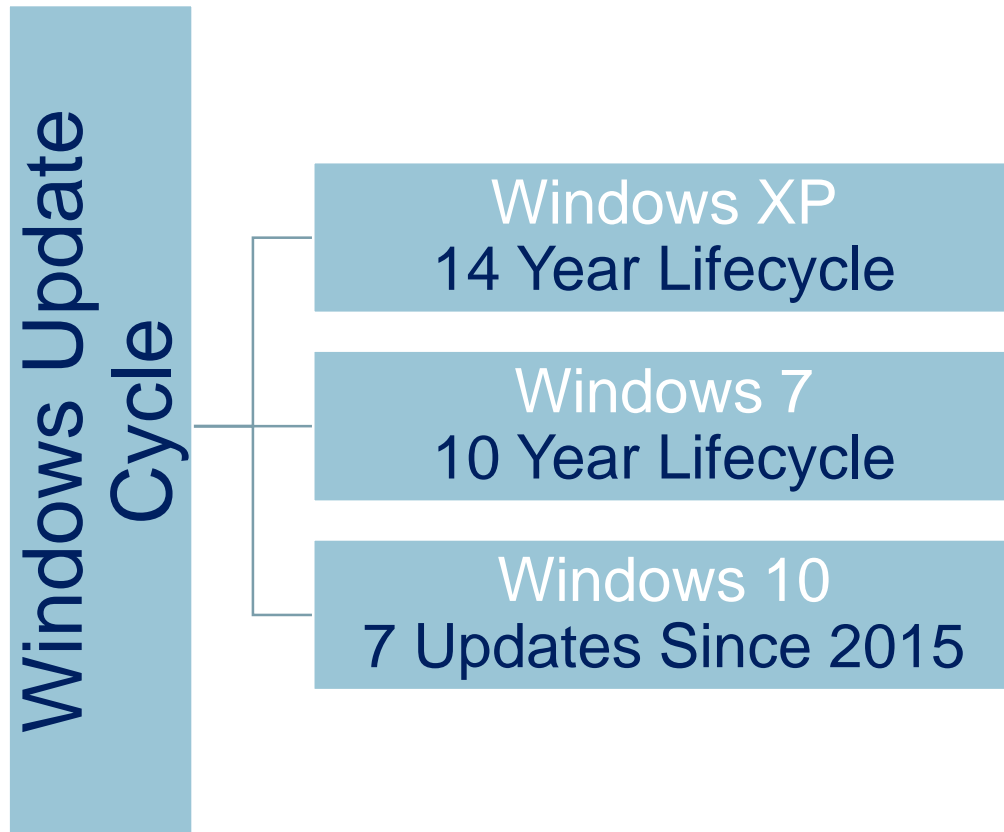 Windows Update
Cycle
Windows XP
14 Year Lifecycle
Windows 7
10 Year Lifecycle
Windows 10
7 Updates Since 2015